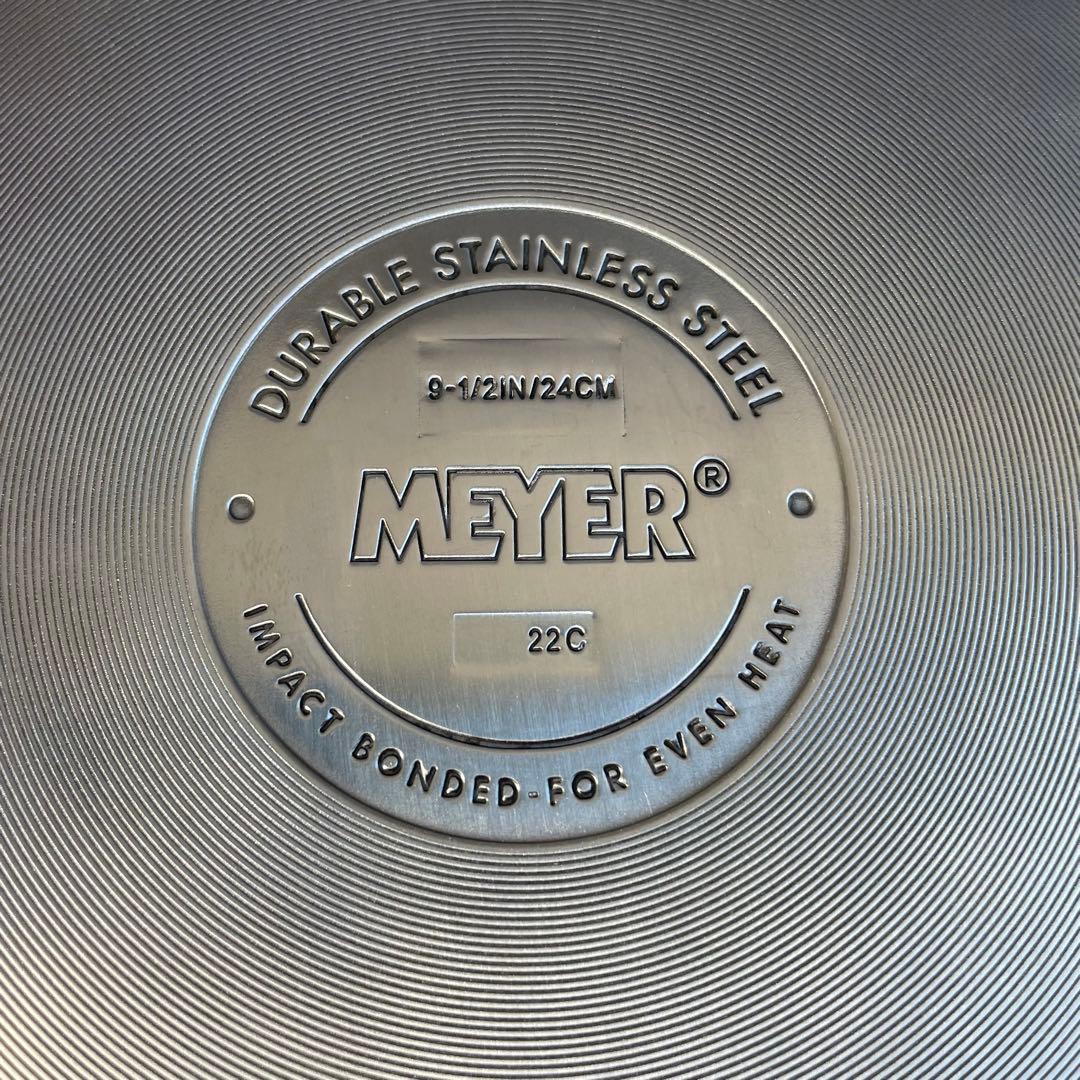 DURABLE STAINLESS STEEL
9-1/2IN/24CM
MEYER®
22C
IMPACT BONDED-FOR EVEN HEAT